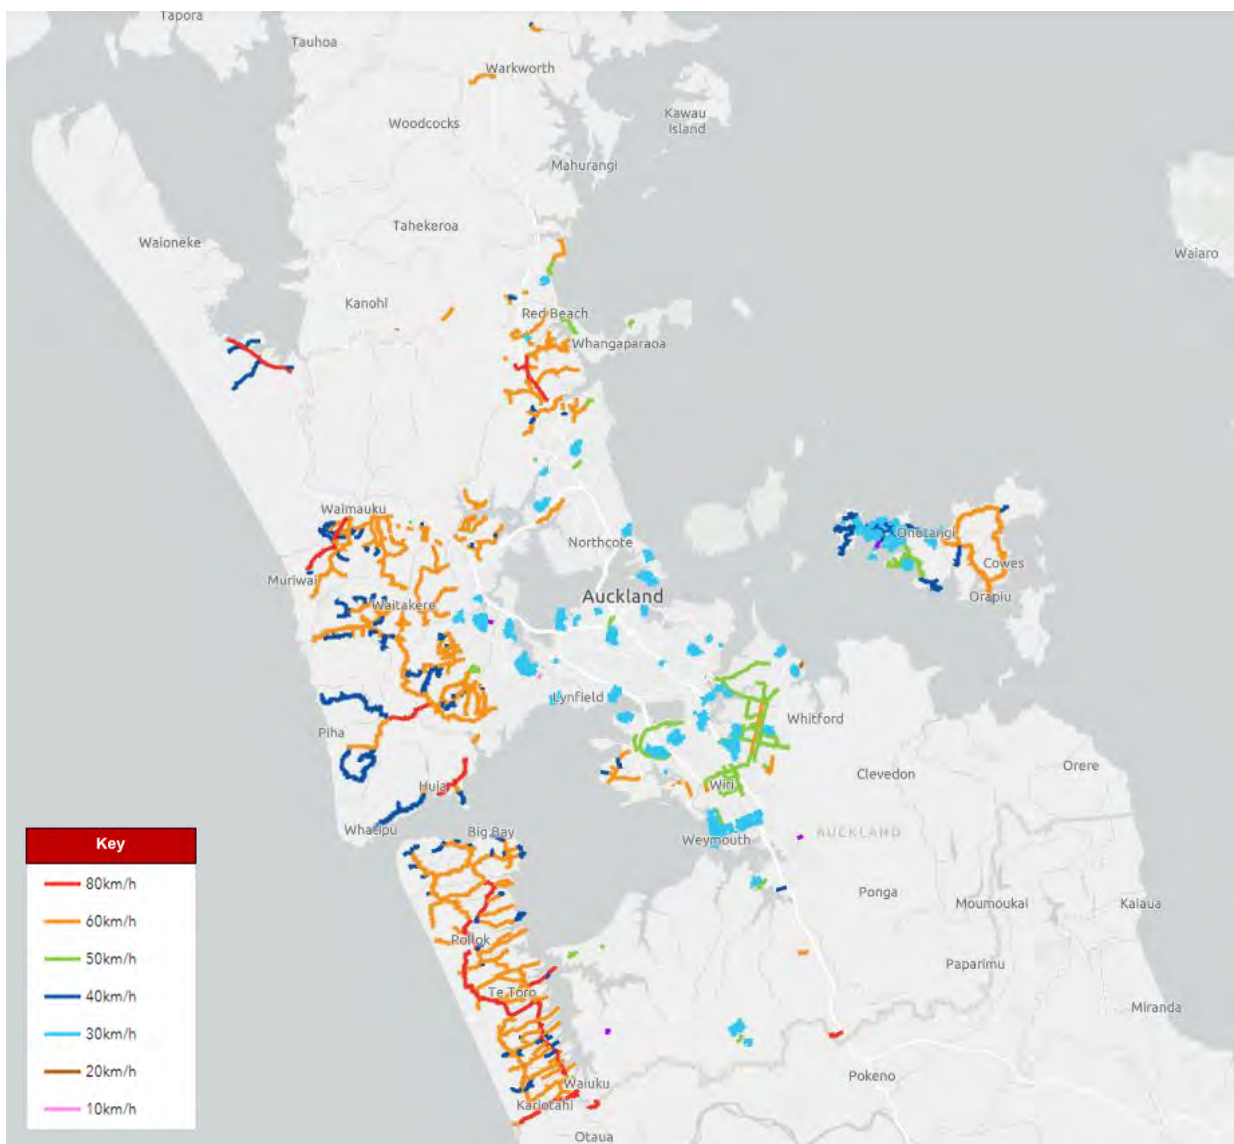 Tapora
Tauhoa
Warkworth
Woodcocks
Kawau
Island
Mahurangi
Tahekeroa
Waioneke
Waiaro
Kanohi
Red Beach
Whangaparaoa
Waimauku
Onetangi
Northcote
Cowes
Muriwai
Orapiu
Waitakere
Auckland
Lynfield
Whitford
Piha
Orere
Clevedon
Huia
Wiri
Whatipu
Big Bay
AUCKLAND
Weymouth
Key
80km/h
60km/h
50km/h
40km/h
30km/h
20km/h
10km/h
Ponga
Moumoukai
Kaiaua
Pollok
Paparimu
Te Toro
Miranda
Pokeno
Waiuku
Kariotahi
Otaua